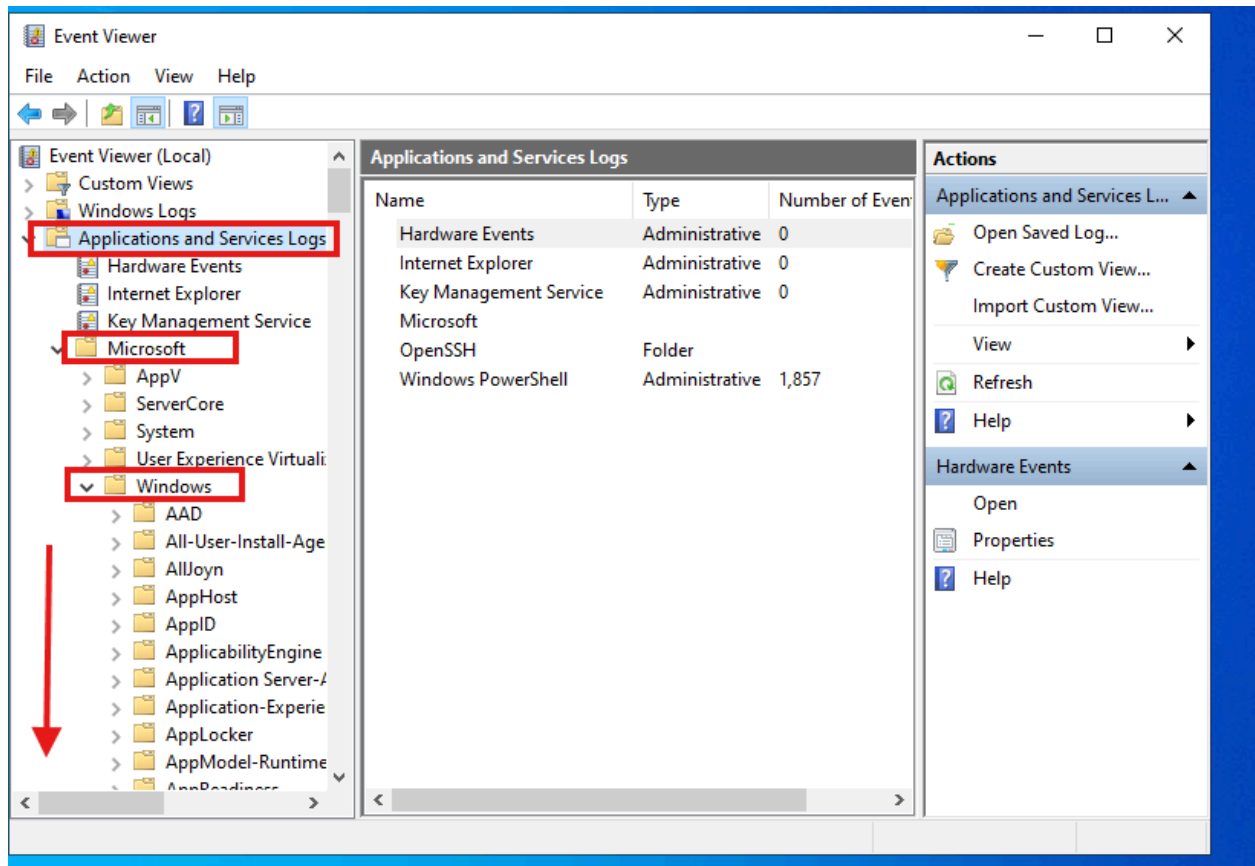 Event Viewer
File Action View Help
Event Viewer (Local)
Custom Views
Windows Logs
Applications and Services Logs
Hardware Events
Internet Explorer
Key Management Service
Microsoft
AppV
ServerCore
System
User Experience Virtuali
Windows
AAD
All-User-Install-Age
AllJoyn
AppHost
AppID
ApplicabilityEngine
Application Server-
Application-Experie
AppLocker
AppModel-Runtime
AppReadiness
Applications and Services Logs
Name Type Number of Even
Hardware Events Administrative 0
Internet Explorer Administrative 0
Key Management Service Administrative 0
Microsoft
OpenSSH Folder
Windows PowerShell Administrative 1,857
Actions
Applications and Services L...
Open Saved Log...
Create Custom View...
Import Custom View...
View
Refresh
Help
Hardware Events
Open
Properties
Help